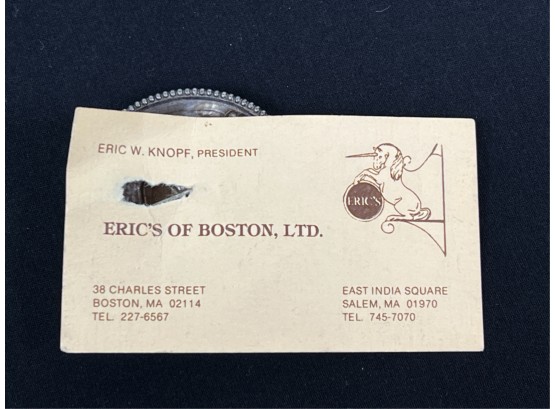 ERIC W. KNOPF, PRESIDENT
ERIC'S
ERIC'S OF BOSTON, LTD.
38 CHARLES STREET
BOSTON, MA 02114
TEL. 227-6567
EAST INDIA SQUARE
SALEM, MA 01970
TEL. 745-7070